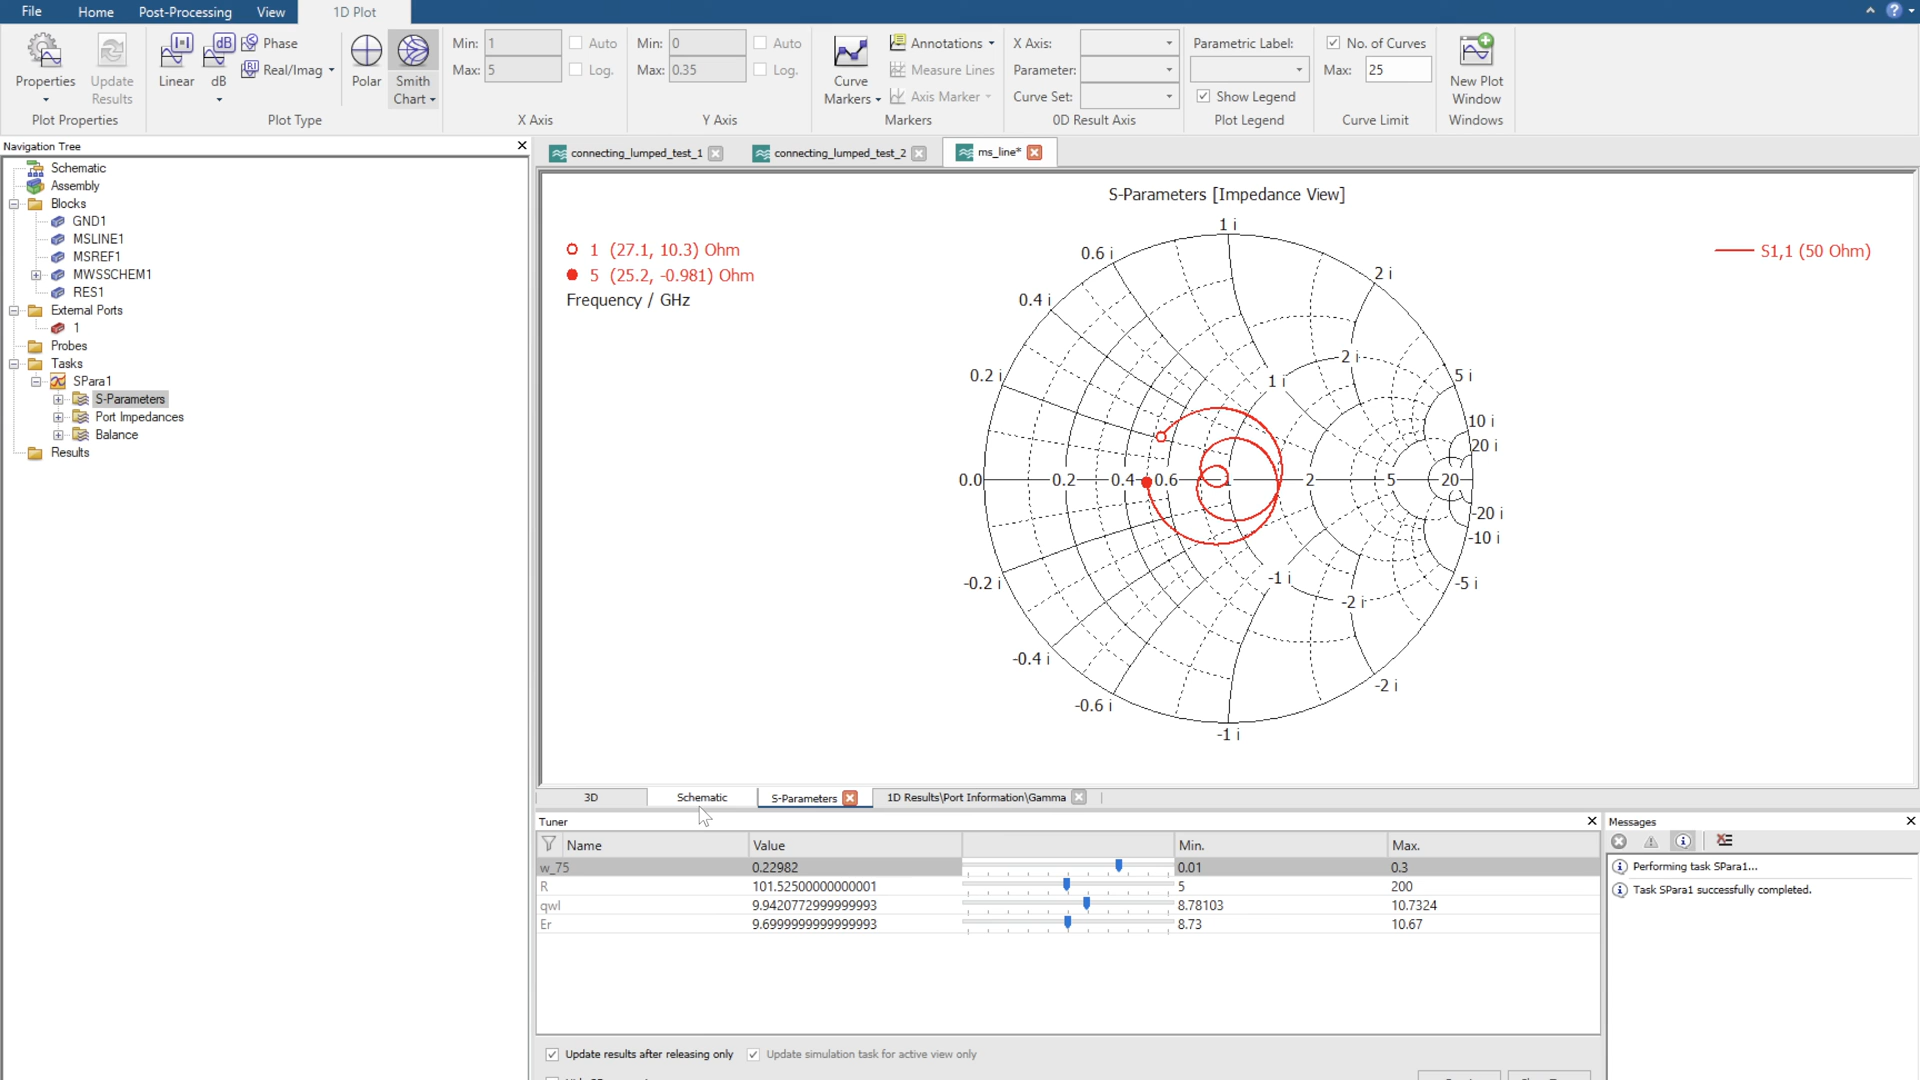 File Home Post-Processing View 1D Plot
Properties
Update Results
Plot Properties
Linear
dB
Phase
Real/Imag
Polar
Smith Chart
Plot Type
Min: 1 Auto
Max: 5 Log.
X Axis
Min: 0 Auto
Max: 0.35 Log.
Y Axis
Curve Markers
Annotations
Measure Lines
Axis Marker
Markers
X Axis:
Parameter:
Curve Set:
0D Result Axis
Parametric Label:
Show Legend
Plot Legend
No. of Curves
Max: 25
Curve Limit
New Plot Window
Windows
Navigation Tree
Schematic
Assembly
Blocks
GND1
MSLINE1
MSREF1
MWSSCHEM1
RES1
External Ports
1
Probes
Tasks
SPara1
S-Parameters
Port Impedances
Balance
Results
connecting_lumped_test_1 connecting_lumped_test_2 ms_line*
S-Parameters [Impedance View]
1 (27.1, 10.3) Ohm
5 (25.2, -0.981) Ohm
Frequency / GHz
S1,1 (50 Ohm)
1 i
0.6 i
2 i
0.4 i
2 i
0.2 i
1 i
5 i
10 i
20 i
0.0 0.2 0.4 0.6 1 2 5 20
-20 i
-10 i
-0.2 i
-1 i
-5 i
-2 i
-0.4 i
-2 i
-0.6 i
-1 i
3D Schematic S-Parameters 1D Results\Port Information\Gamma
Tuner
Name Value Min. Max.
w_75 0.22982 0.01 0.3
R 101.52500000000001 5 200
qwl 9.9420772999999993 8.78103 10.7324
Er 9.6999999999999993 8.73 10.67
Update results after releasing only Update simulation task for active view only
Messages
Performing task SPara1...
Task SPara1 successfully completed.